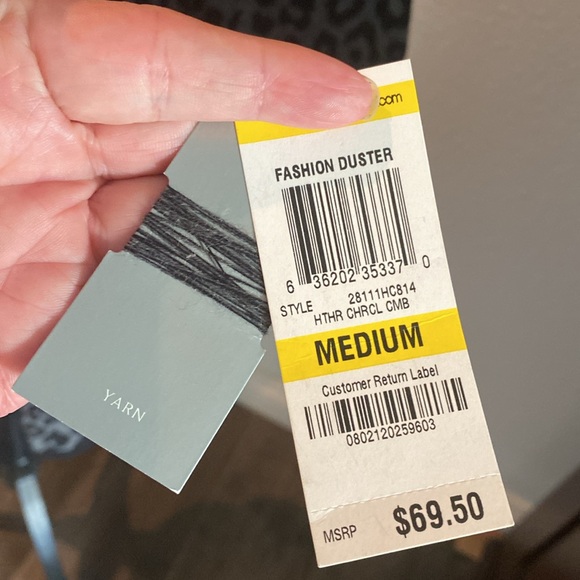 com
FASHION DUSTER
6 36202 35337 0
STYLE 28111HC814
HTHR CHRCL CMB
MEDIUM
Customer Return Label
0802120259603
MSRP $69.50
YARN